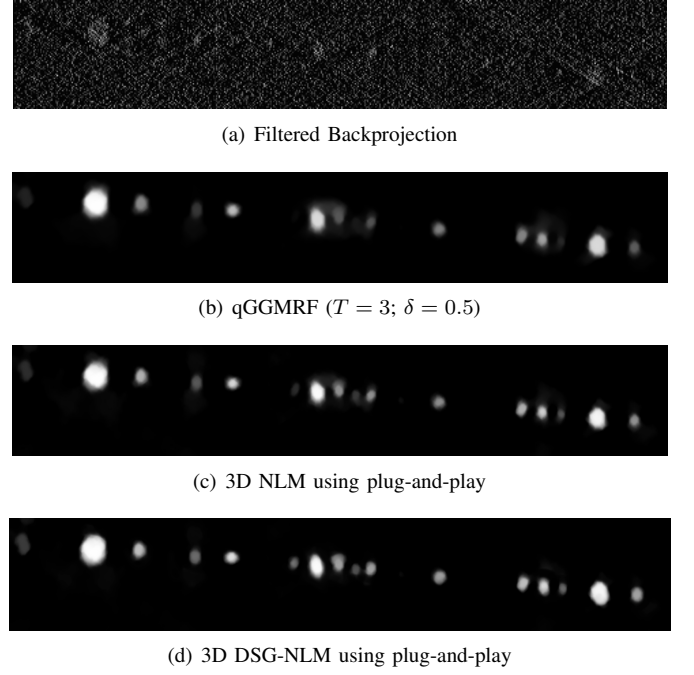 (a) Filtered Backprojection
(b) qGGMRF (T = 3; δ = 0.5)
(c) 3D NLM using plug-and-play
(d) 3D DSG-NLM using plug-and-play